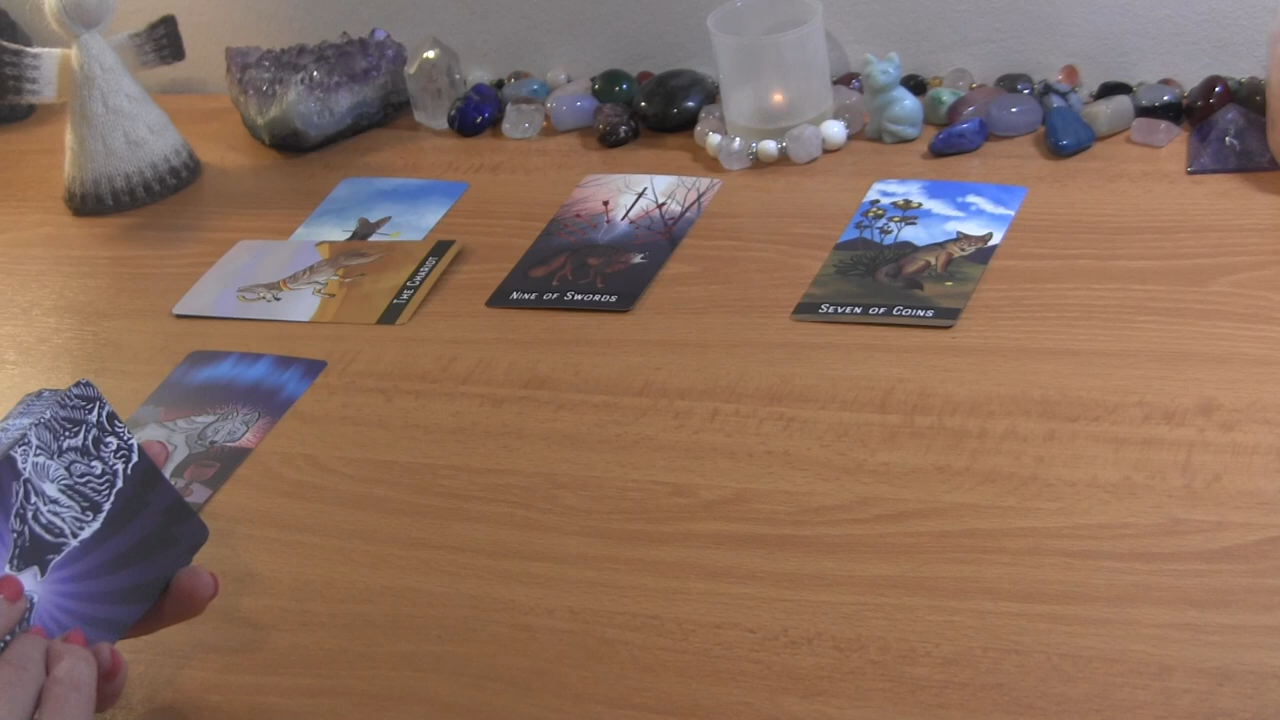 THE CHARIOT
NINE OF SWORDS
SEVEN OF COINS